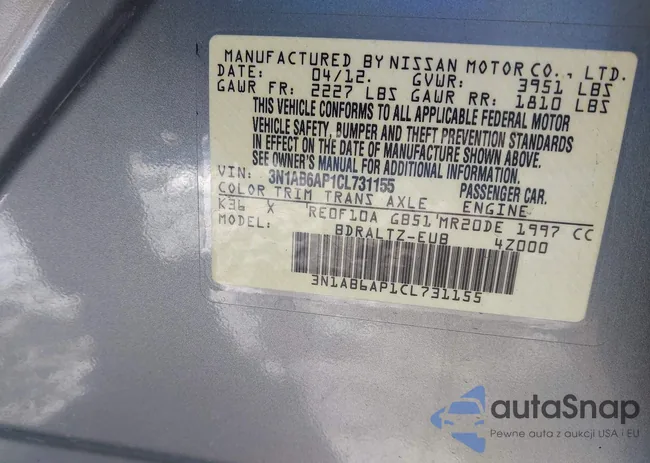 MANUFACTURED BY NISSAN MOTOR CO., LTD.
DATE: 04/12. GVWR: 3951 LBS
GAWR FR: 2227 LBS GAWR RR: 1810 LBS
THIS VEHICLE CONFORMS TO ALL APPLICABLE FEDERAL MOTOR
VEHICLE SAFETY, BUMPER AND THEFT PREVENTION STANDARDS
IN EFFECT ON THE DATE OF MANUFACTURE SHOWN ABOVE.
SEE OWNER'S MANUAL FOR ADDITIONAL INFORMATION.
VIN: 3N1AB6AP1CL731155 PASSENGER CAR.
COLOR TRIM TRANS AXLE ENGINE
K36 X 'RE0F10A GB51'MR20DE 1997 CC
MODEL: BDRALTZ-EUB 4Z000
3N1AB6AP1CL731155
autaSnap
Pewne auta z aukcji USA i EU